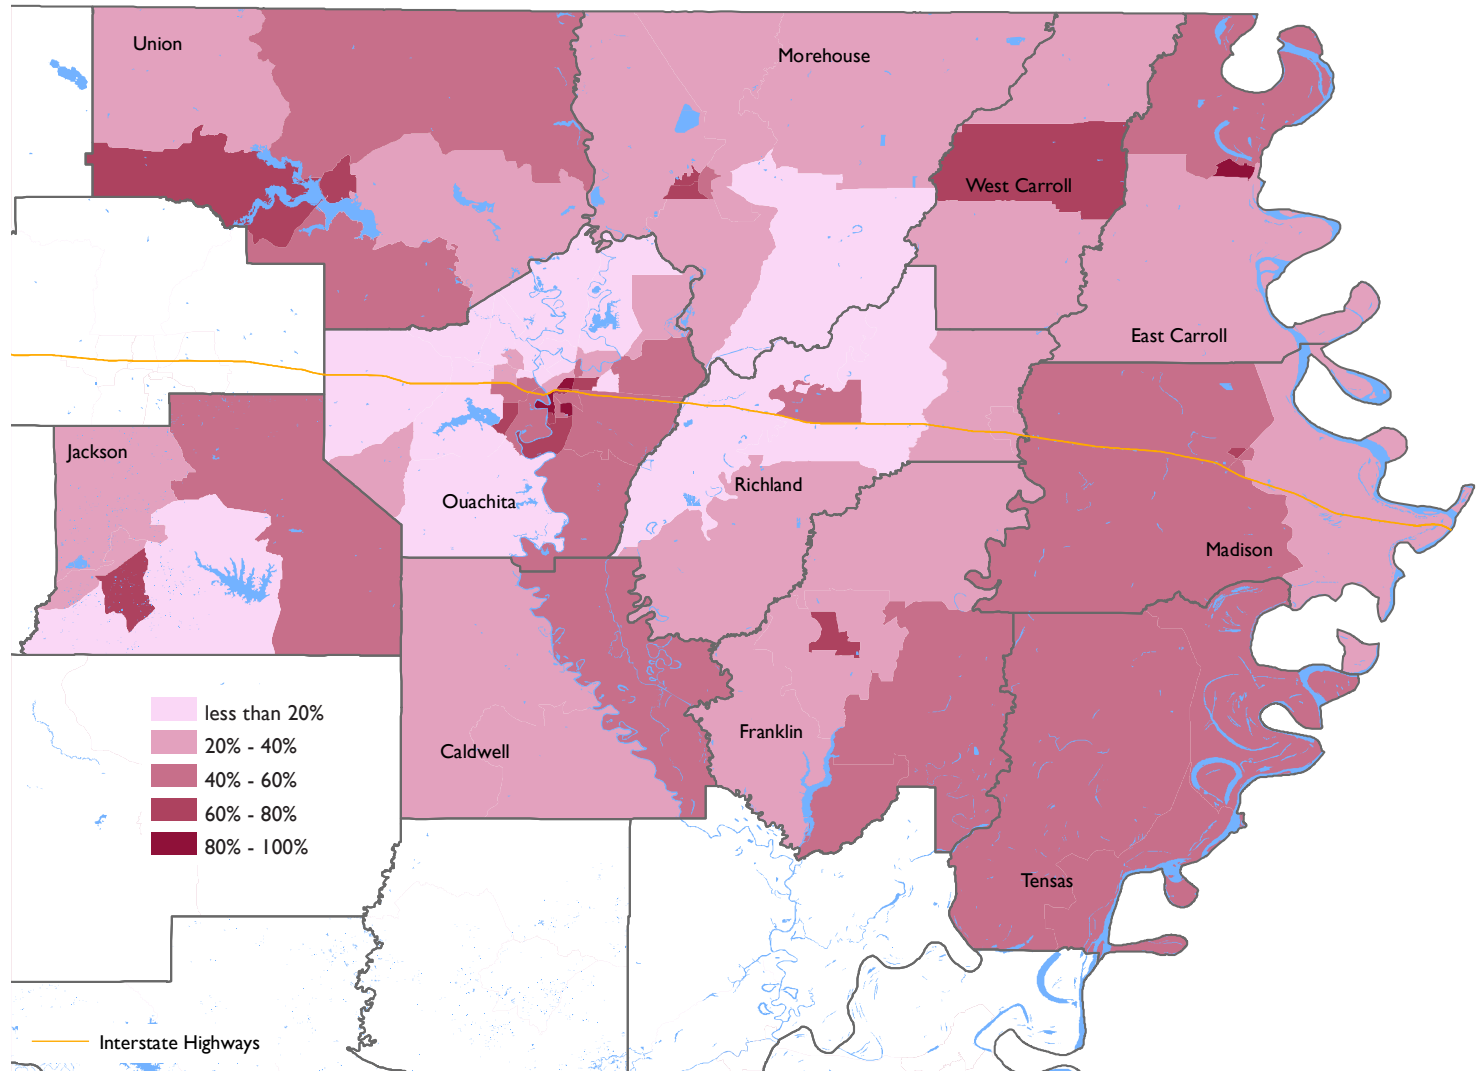 Union
Morehouse
West Carroll
East Carroll
Jackson
Ouachita
Richland
Madison
less than 20%
20% - 40%
40% - 60%
60% - 80%
80% - 100%
Caldwell
Franklin
Tensas
Interstate Highways